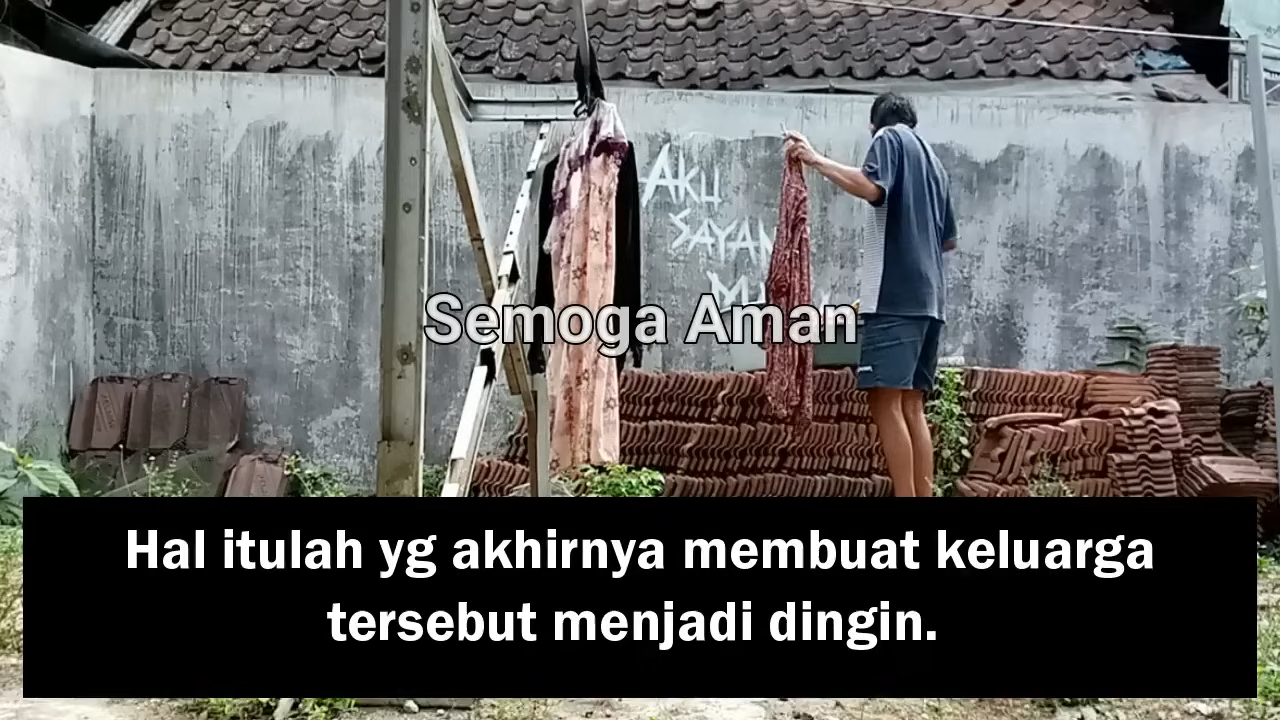 AKU
SAYAN
Semoga Aman
Hal itulah yg akhirnya membuat keluarga
tersebut menjadi dingin.